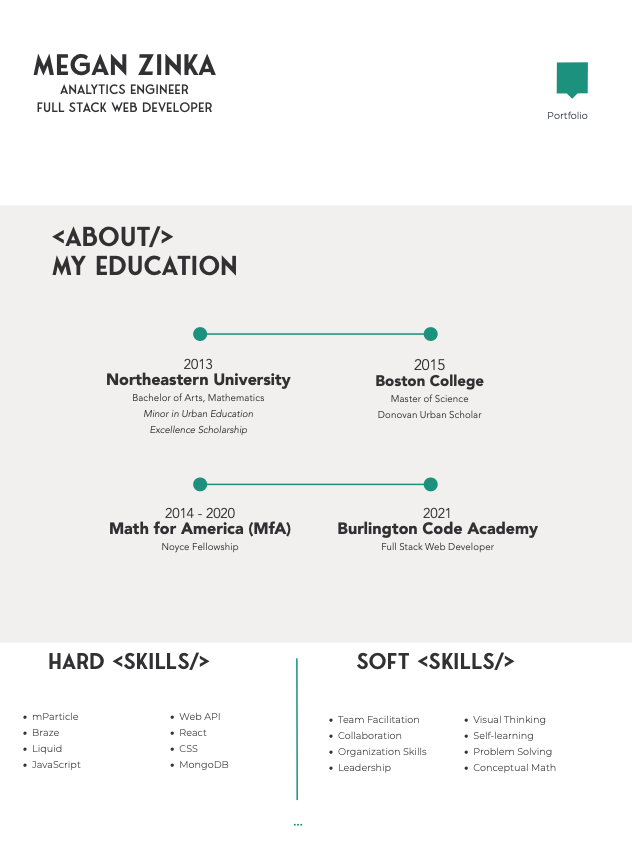 MEGAN ZINKA
ANALYTICS ENGINEER
FULL STACK WEB DEVELOPER
Portfolio
<ABOUT/>
MY EDUCATION
2013
Northeastern University
Bachelor of Arts, Mathematics
Minor in Urban Education
Excellence Scholarship
2015
Boston College
Master of Science
Donovan Urban Scholar
2014 - 2020
Math for America (MfA)
Noyce Fellowship
2021
Burlington Code Academy
Full Stack Web Developer
HARD <SKILLS/>
• mParticle
• Braze
• Liquid
• JavaScript
• Web API
• React
• CSS
• MongoDB
SOFT <SKILLS/>
• Team Facilitation
• Collaboration
• Organization Skills
• Leadership
• Visual Thinking
• Self-learning
• Problem Solving
• Conceptual Math
...